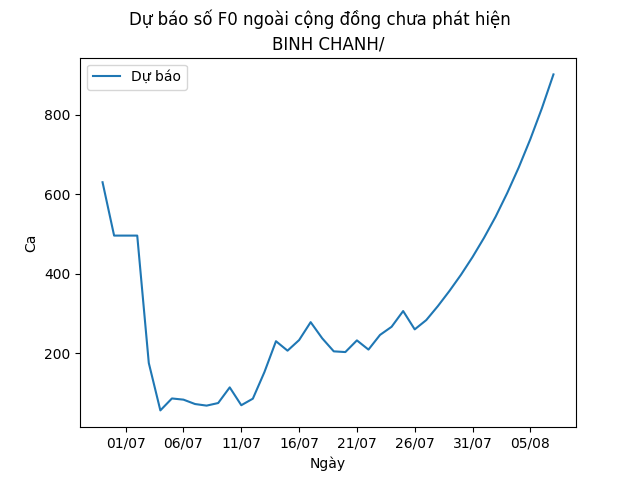 Dự báo số F0 ngoài cộng đồng chưa phát hiện
BINH CHANH/
Dự báo
Ca
800
600
400
200
01/07 06/07 11/07 16/07 21/07 26/07 31/07 05/08
Ngày